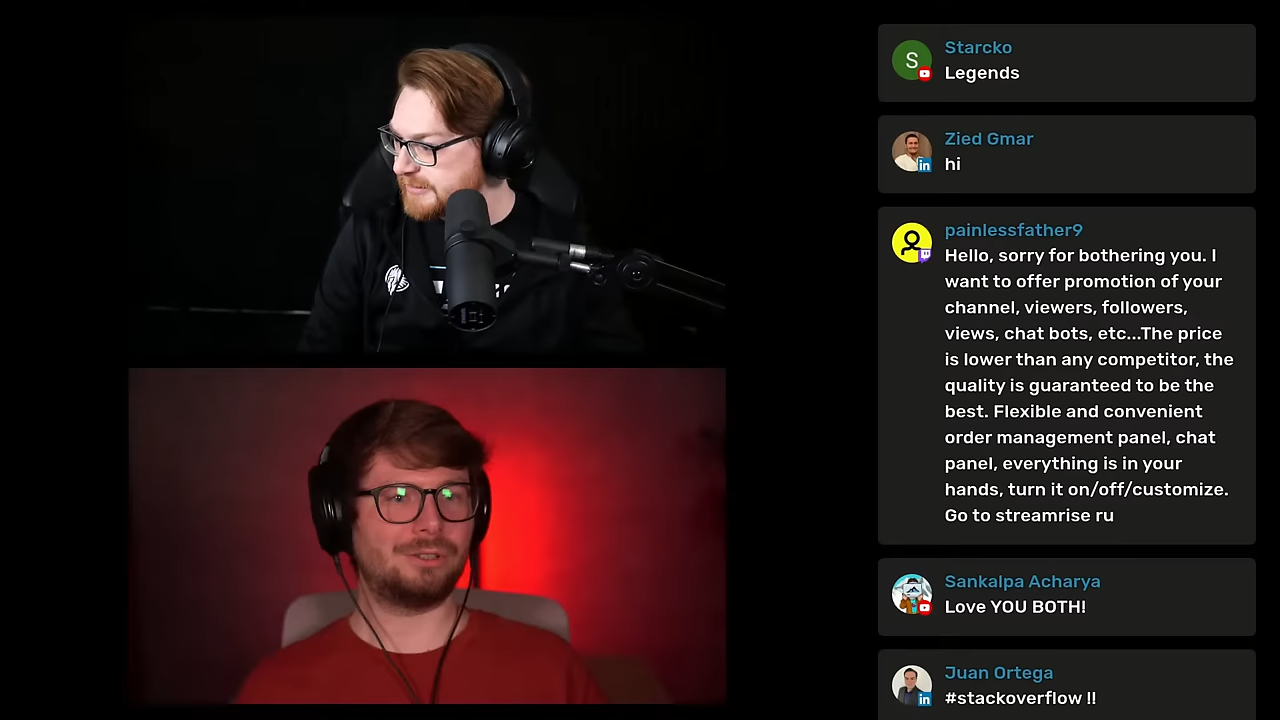 Starcko
Legends
Zied Gmar
hi
painlessfather9
Hello, sorry for bothering you. I
want to offer promotion of your
channel, viewers, followers,
views, chat bots, etc...The price
is lower than any competitor, the
quality is guaranteed to be the
best. Flexible and convenient
order management panel, chat
panel, everything is in your
hands, turn it on/off/customize.
Go to streamrise ru
Sankalpa Acharya
Love YOU BOTH!
Juan Ortega
#stackoverflow !!
S
in
in